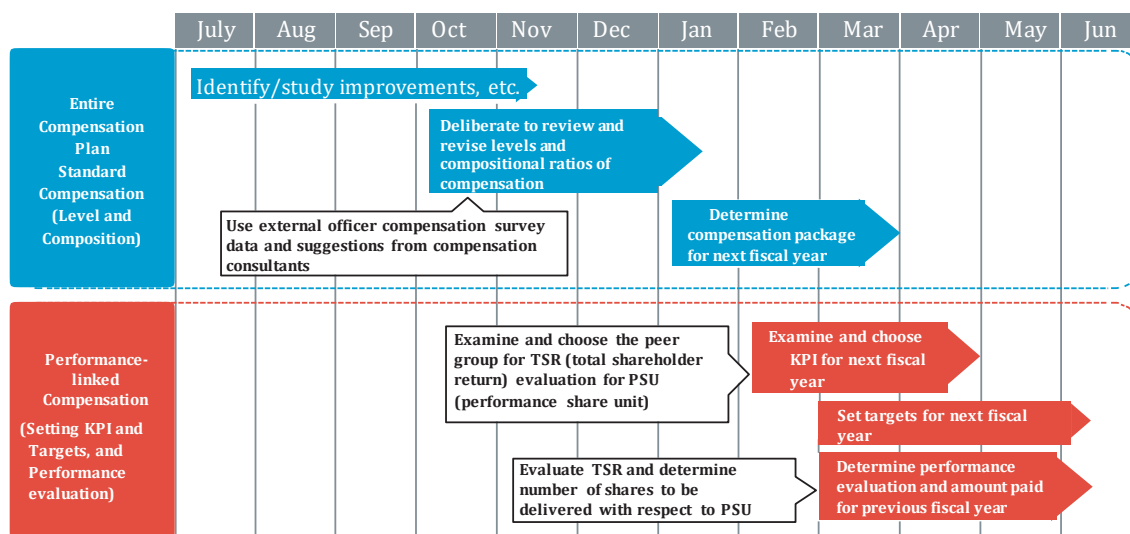 July Aug Sep Oct Nov Dec Jan Feb Mar Apr May Jun
Entire
Compensation
Plan
Standard
Compensation
(Level and
Composition)
Identify/study improvements, etc.
Deliberate to review and
revise levels and
compositional ratios of
compensation
Use external officer compensation survey
data and suggestions from compensation
consultants
Determine
compensation package
for next fiscal year
Performance-
linked
Compensation
(Setting KPI and
Targets, and
Performance
evaluation)
Examine and choose the peer
group for TSR (total shareholder
return) evaluation for PSU
(performance share unit)
Examine and choose
KPI for next fiscal
year
Set targets for next fiscal
year
Evaluate TSR and determine
number of shares to be
delivered with respect to PSU
Determine performance
evaluation and amount paid
for previous fiscal year